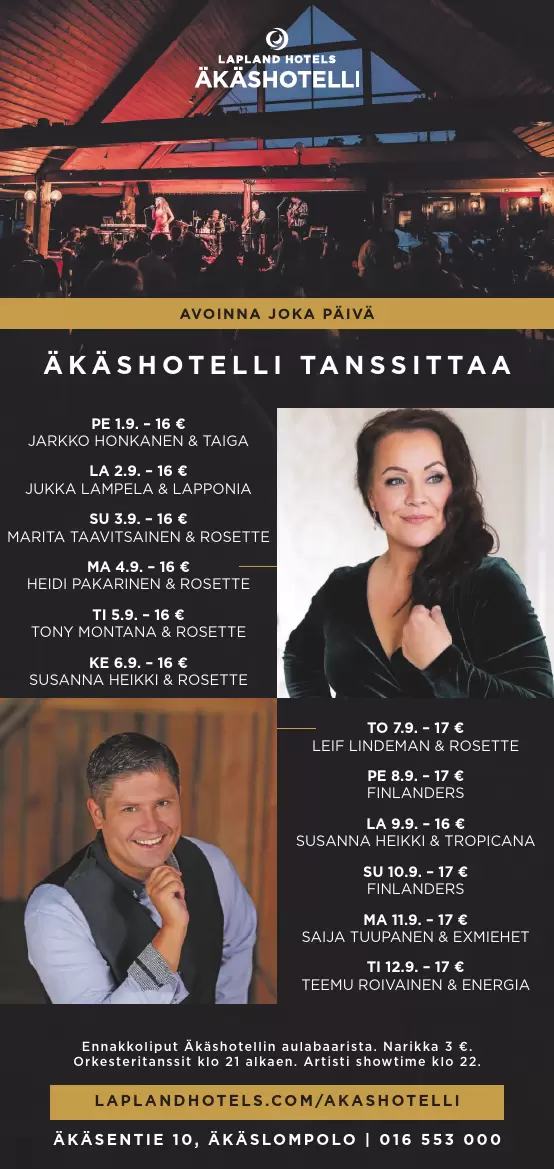 LAPLAND HOTELS
ÄKÄSHOTELLI
AVOINNA JOKA PÄIVÄ
ÄKÄSHOTELLI TANSSITTAA
PE 1.9. – 16 €
JARKKO HONKANEN & TAIGA
LA 2.9. – 16 €
JUKKA LAMPELA & LAPPONIA
SU 3.9. – 16 €
MARITA TAAVITSAINEN & ROSETTE
MA 4.9. – 16 €
HEIDI PAKARINEN & ROSETTE
TI 5.9. – 16 €
TONY MONTANA & ROSETTE
KE 6.9. – 16 €
SUSANNA HEIKKI & ROSETTE
TO 7.9. – 17 €
LEIF LINDEMAN & ROSETTE
PE 8.9. – 17 €
FINLANDERS
LA 9.9. – 16 €
SUSANNA HEIKKI & TROPICANA
SU 10.9. – 17 €
FINLANDERS
MA 11.9. – 17 €
SAIJA TUUPANEN & EXMIEHET
TI 12.9. – 17 €
TEEMU ROIVAINEN & ENERGIA
Ennakkoliput Äkäshotellin aulabaarista. Narikka 3 €.
Orkesteritanssit klo 21 alkaen. Artisti showtime klo 22.
LAPLANDHOTELS.COM/AKASHOTELLI
ÄKÄSENTIE 10, ÄKÄSLOMPOLO | 016 553 000